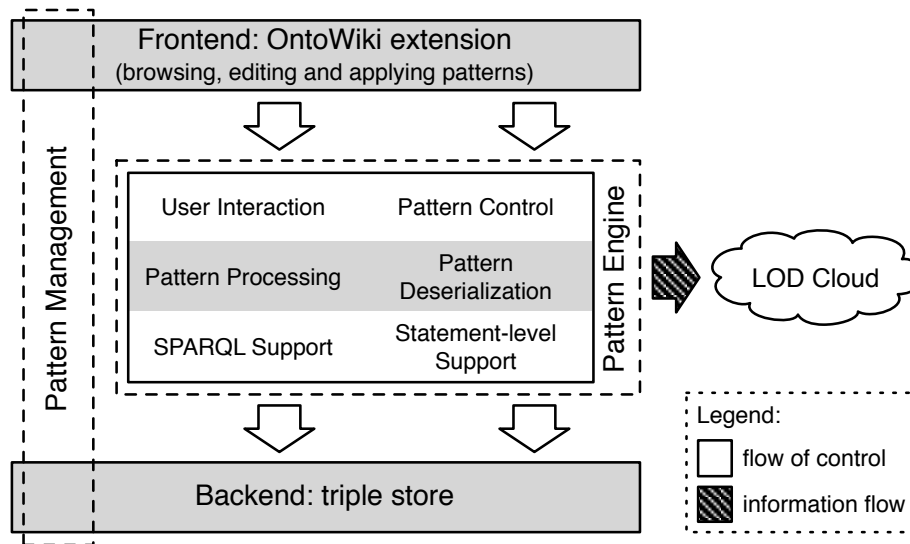 Frontend: OntoWiki extension
(browsing, editing and applying patterns)
Pattern Management
User Interaction
Pattern Control
Pattern Processing
Pattern
Deserialization
SPARQL Support
Statement-level
Support
Pattern Engine
LOD Cloud
Backend: triple store
Legend:
flow of control
information flow